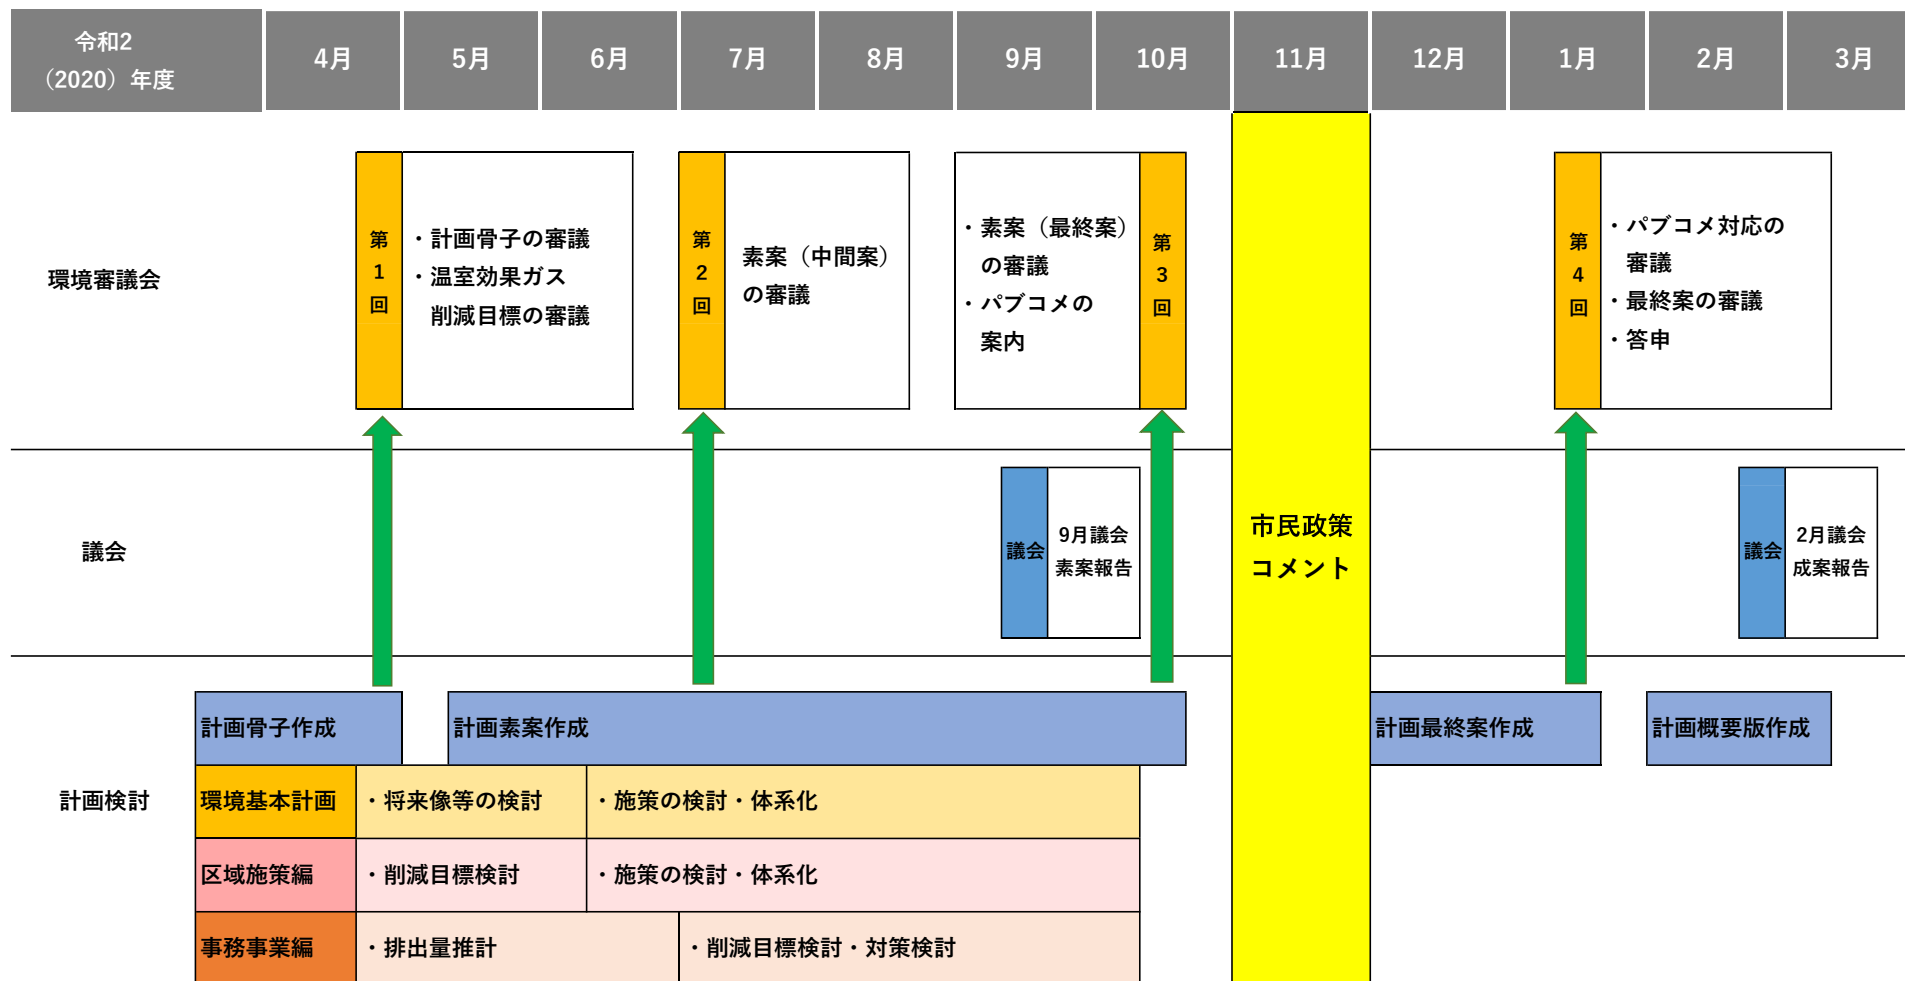 令和2
（2020）年度
4月
5月
6月
7月
8月
9月
10月
11月
12月
1月
2月
3月
環境審議会
第1回
・計画骨子の審議
・温室効果ガス
削減目標の審議
第2回
素案（中間案）
の審議
・素案（最終案）
の審議
・パブコメの
案内
第3回
第4回
・パブコメ対応の
審議
・最終案の審議
・答申
議会
議会
9月議会
素案報告
市民政策
コメント
議会
2月議会
成案報告
計画検討
計画骨子作成
計画素案作成
計画最終案作成
計画概要版作成
環境基本計画
・将来像等の検討
・施策の検討・体系化
区域施策編
・削減目標検討
・施策の検討・体系化
事務事業編
・排出量推計
・削減目標検討・対策検討